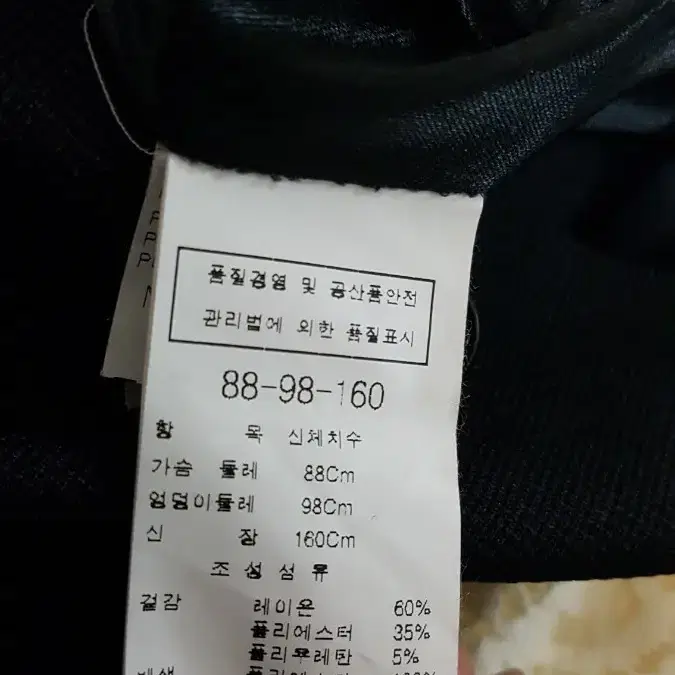 품질경영 및 공산품안전
관리법에 의한 품질표시
88-98-160
항 목 신체치수
가슴 둘레 88Cm
엉덩이둘레 98Cm
신 장 160Cm
조 성 섬 유
겉감 레이온 60%
폴리에스터 35%
폴리우레탄 5%